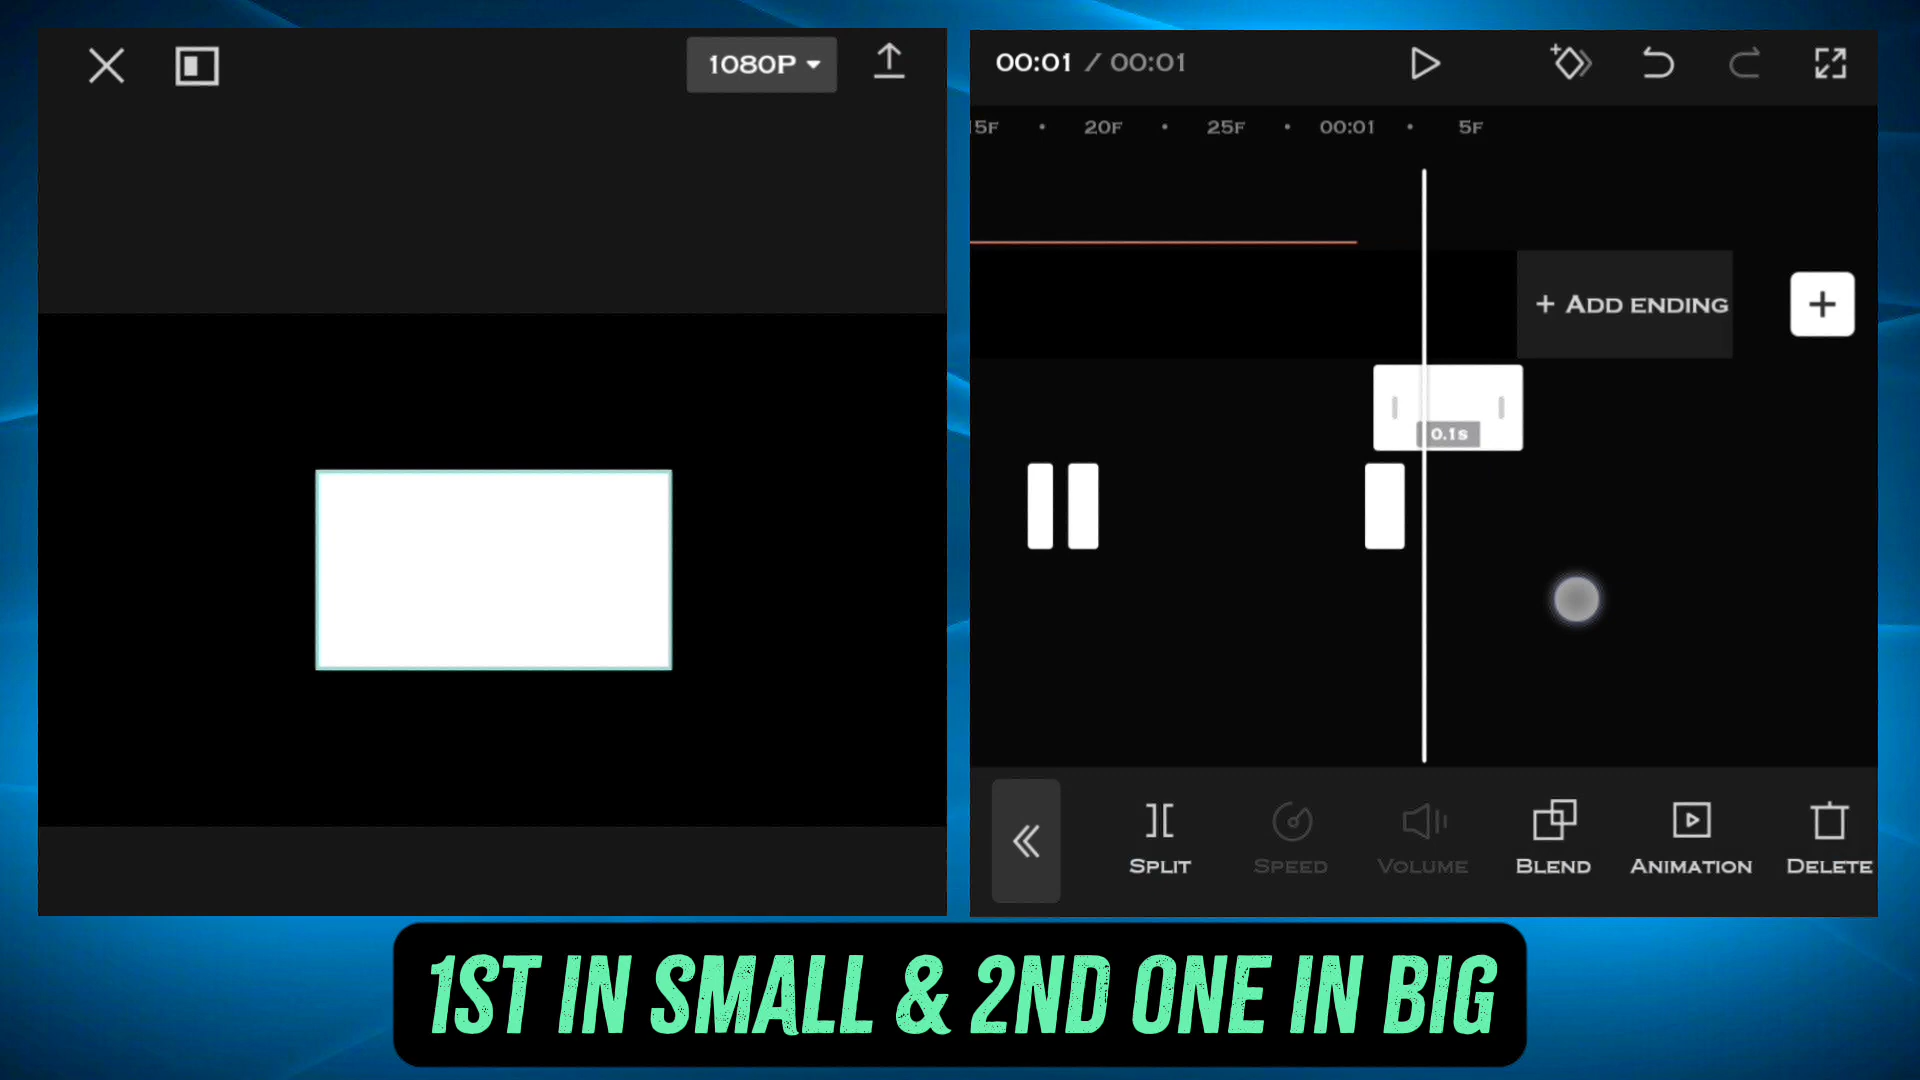 1080P
00:01 / 00:01
5F • 20F • 25F • 00:01 • 5F
+ ADD ENDING
0.1s
SPLIT
SPEED
VOLUME
BLEND
ANIMATION
DELETE
1ST IN SMALL & 2ND ONE IN BIG